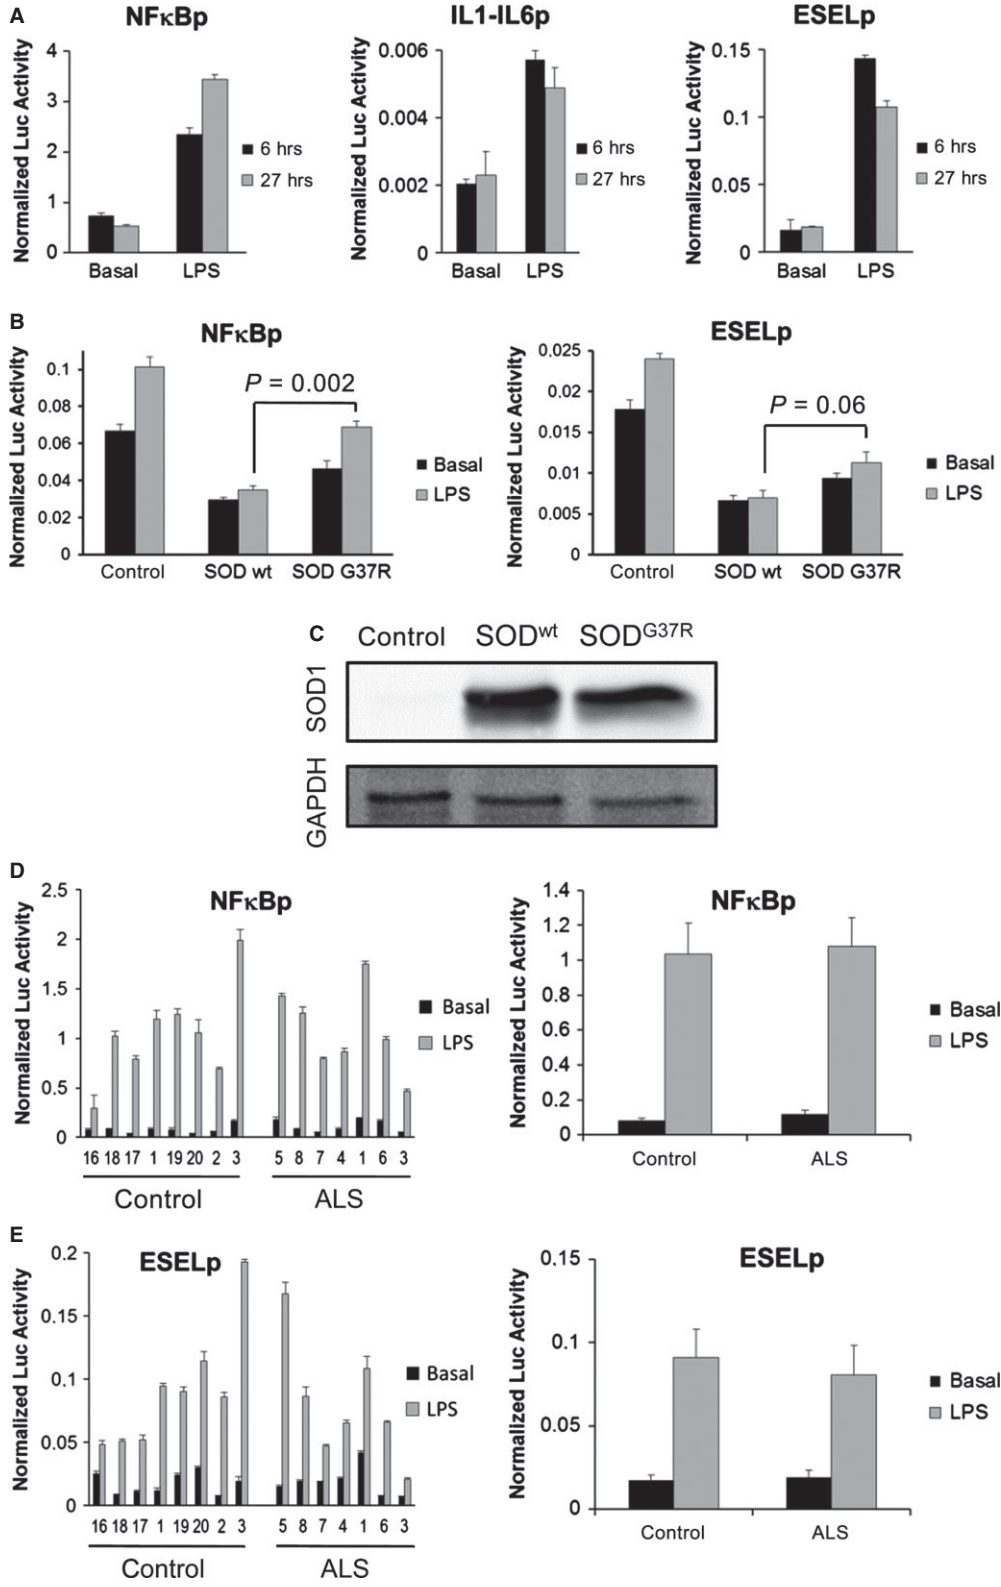 A
NFκBp
Normalized Luc Activity
4
3
2
1
0
Basal
LPS
6 hrs
27 hrs
IL1-IL6p
Normalized Luc Activity
0.006
0.004
0.002
0
Basal
LPS
6 hrs
27 hrs
ESELp
Normalized Luc Activity
0.15
0.1
0.05
0
Basal
LPS
6 hrs
27 hrs
B
NFκBp
Normalized Luc Activity
0.1
0.08
0.06
0.04
0.02
0
P = 0.002
Control
SOD wt
SOD G37R
Basal
LPS
ESELp
Normalized Luc Activity
0.025
0.02
0.015
0.01
0.005
0
P = 0.06
Control
SOD wt
SOD G37R
Basal
LPS
C
Control SODwt SODG37R
SOD1
GAPDH
D
NFκBp
Normalized Luc Activity
2.5
2
1.5
1
0.5
0
16 18 17 1 19 20 2 3
5 8 7 4 1 6 3
Control
ALS
Basal
LPS
NFκBp
Normalized Luc Activity
1.4
1.2
1
0.8
0.6
0.4
0.2
0
Control
ALS
Basal
LPS
E
ESELp
Normalized Luc Activity
0.2
0.15
0.1
0.05
0
16 18 17 1 19 20 2 3
5 8 7 4 1 6 3
Control
ALS
Basal
LPS
ESELp
Normalized Luc Activity
0.15
0.1
0.05
0
Control
ALS
Basal
LPS